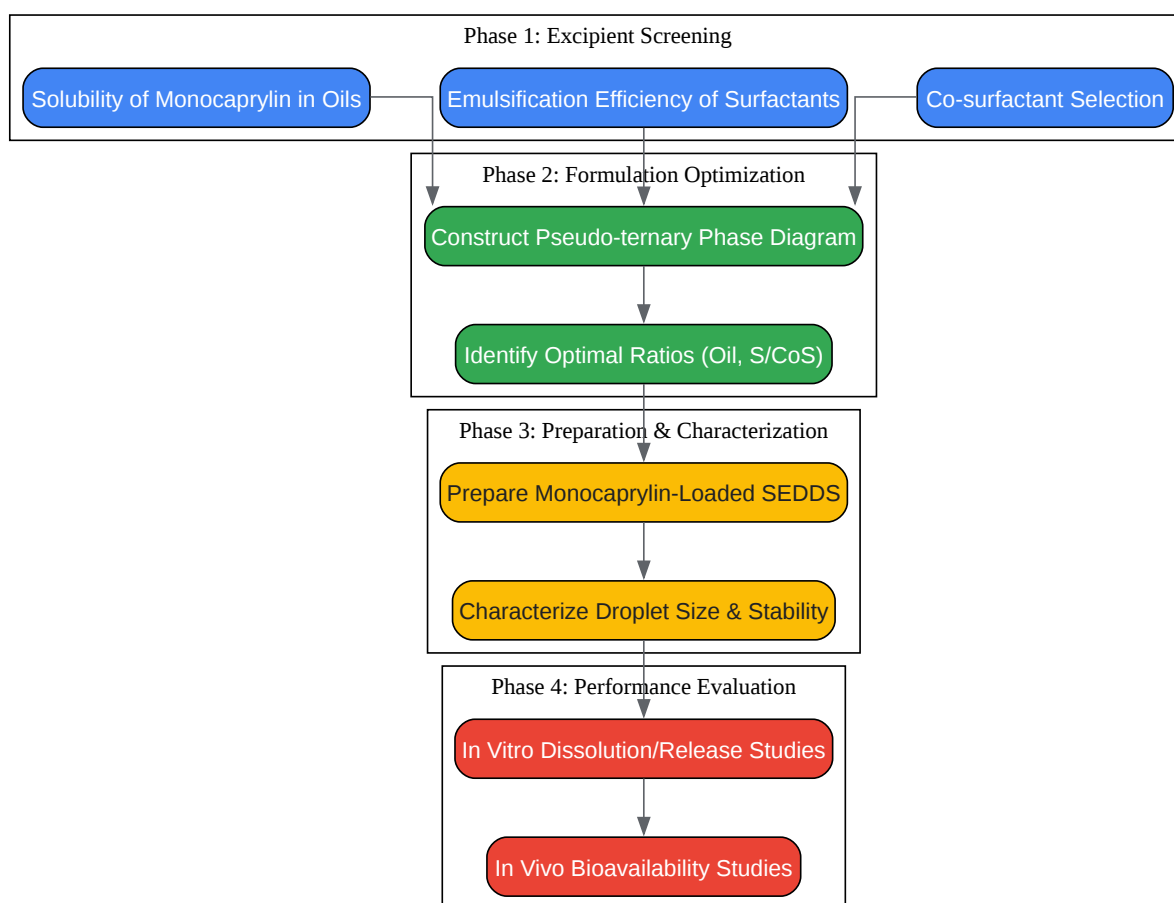 Phase 1: Excipient Screening
Solubility of Monocaprylin in Oils
Emulsification Efficiency of Surfactants
Co-surfactant Selection
Phase 2: Formulation Optimization
Construct Pseudo-ternary Phase Diagram
Identify Optimal Ratios (Oil, S/CoS)
Phase 3: Preparation & Characterization
Prepare Monocaprylin-Loaded SEDDS
Characterize Droplet Size & Stability
Phase 4: Performance Evaluation
In Vitro Dissolution/Release Studies
In Vivo Bioavailability Studies